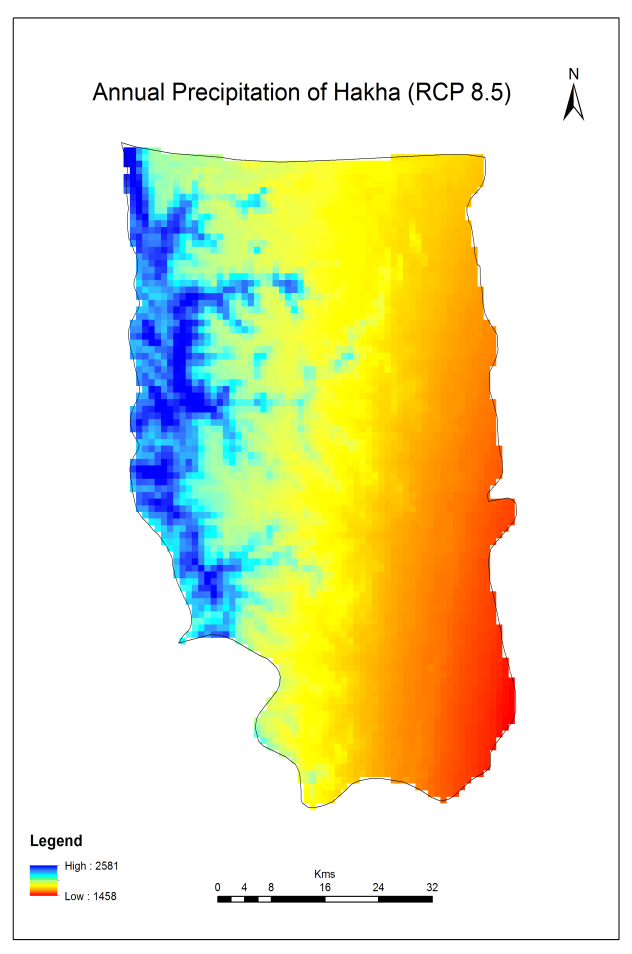 N
Annual Precipitation of Hakha (RCP 8.5)
Legend
High : 2581
Low : 1458
Kms
0 4 8 16 24 32